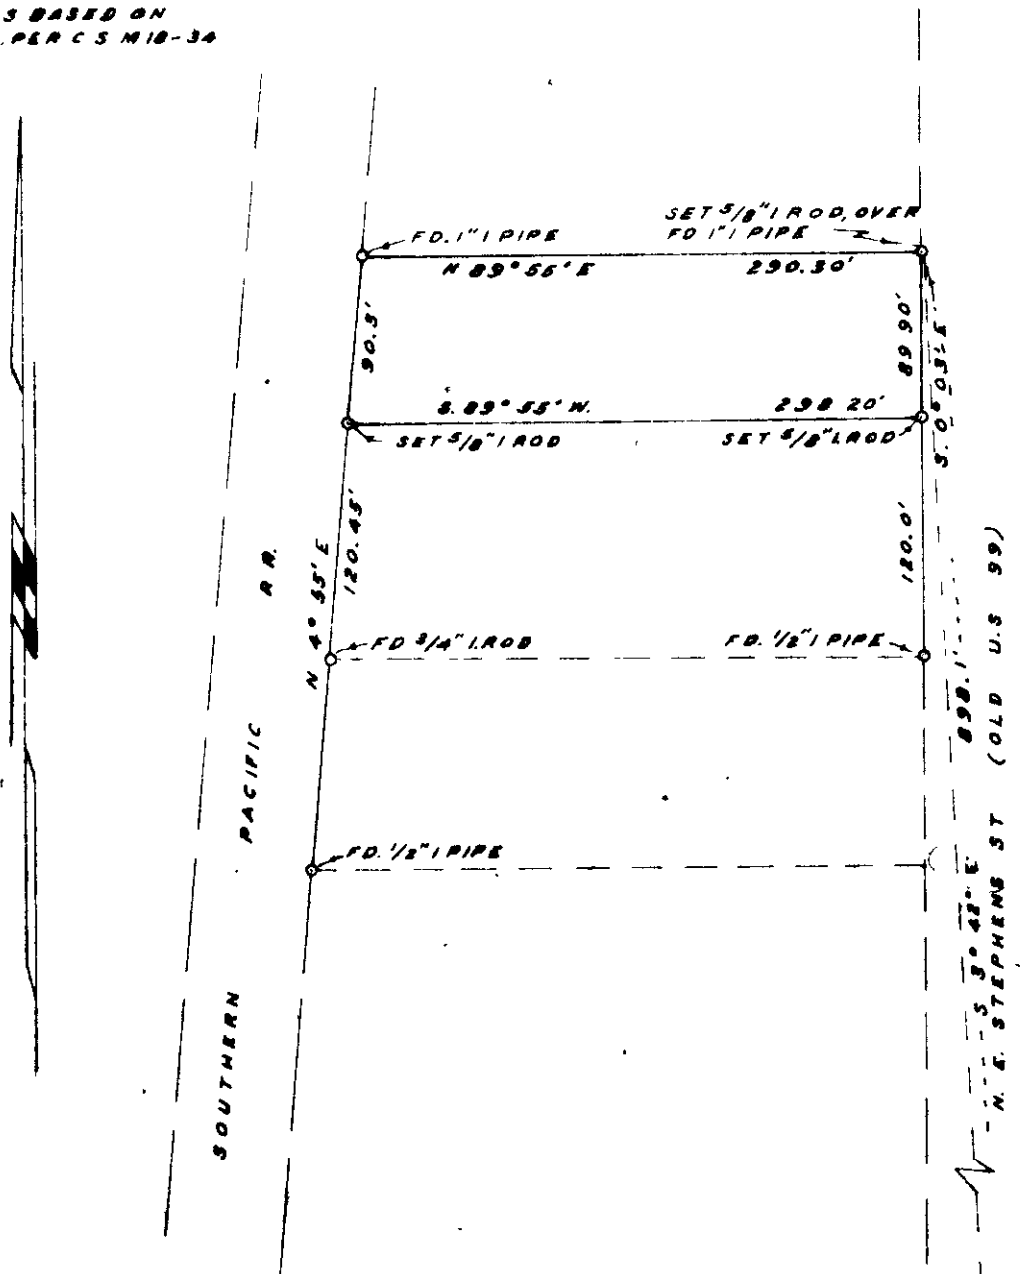 S BASED ON
PER C S M 18-34
SET 5/8" I ROD, OVER
FD 1" I PIPE
FD. 1" I PIPE
N 89° 55' E
290.30'
90.3'
89 90'
S. 0° 03' E
S. 89° 55' W.
298 20'
SET 5/8" I ROD
SET 5/8" I. ROD
N 4° 55' E
120.45'
120.0'
FD 3/4" I. ROD
FD. 1/2" I PIPE
FD. 1/2" I PIPE
898.1'
S 3° 42' E
N. E. STEPHENS ST (OLD U.S 99)
SOUTHERN PACIFIC R R.